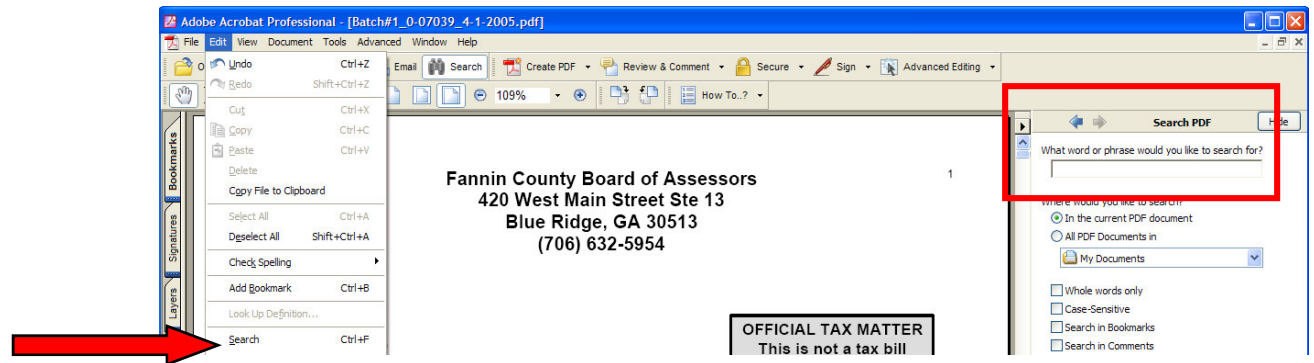 Adobe Acrobat Professional - [Batch#1_0-07039_4-1-2005.pdf]
File Edit View Document Tools Advanced Window Help
Email Search Create PDF Review & Comment Secure Sign Advanced Editing
109% How To..?
Undo Ctrl+Z
Redo Shift+Ctrl+Z
Cut Ctrl+X
Copy Ctrl+C
Paste Ctrl+V
Delete
Copy File to Clipboard
Select All Ctrl+A
Deselect All Shift+Ctrl+A
Check Spelling
Add Bookmark Ctrl+B
Look Up Definition...
Search Ctrl+F
Bookmarks
Signatures
Layers
Fannin County Board of Assessors
1
420 West Main Street Ste 13
Blue Ridge, GA 30513
(706) 632-5954
OFFICIAL TAX MATTER
This is not a tax bill
Search PDF Hide
What word or phrase would you like to search for?
Where would you like to search?
In the current PDF document
All PDF Documents in
My Documents
Whole words only
Case-Sensitive
Search in Bookmarks
Search in Comments